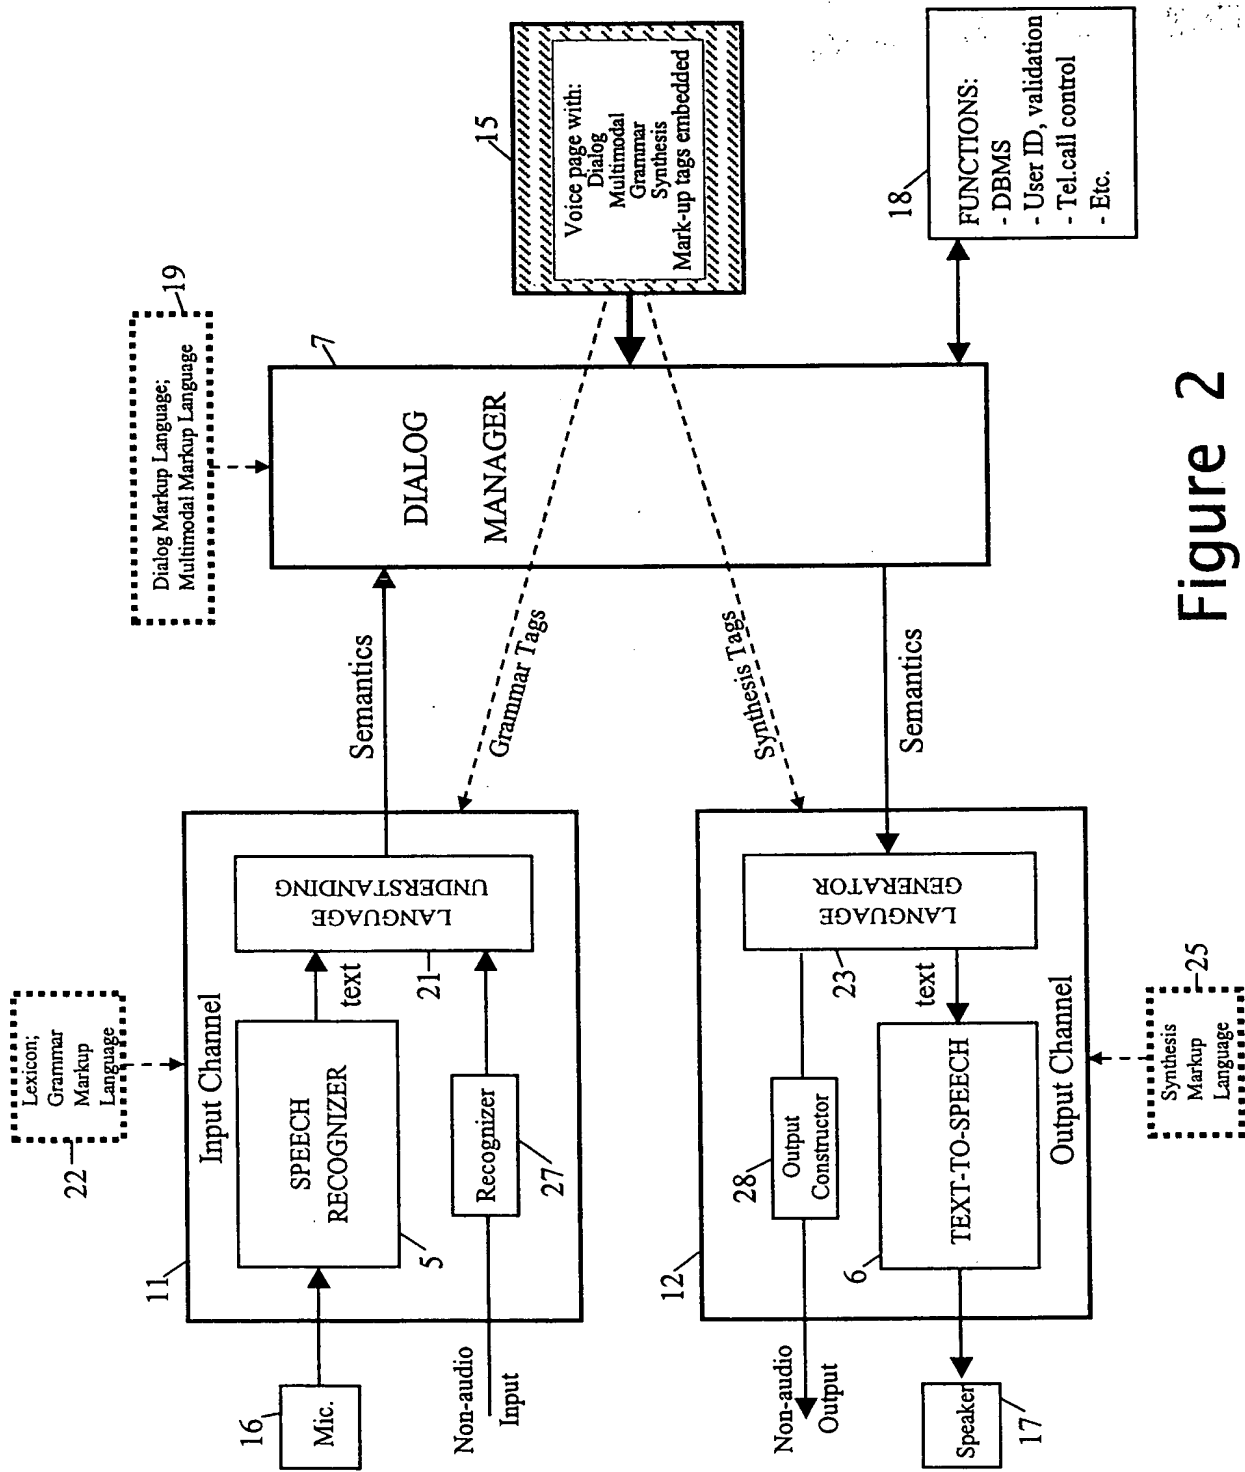 16
Mic.
Non-audio
Input
11
Input Channel
SPEECH
RECOGNIZER
5
text
Recognizer
27
LANGUAGE
UNDERSTANDING
21
22
Lexicon;
Grammar
Markup
Language
Semantics
Grammar Tags
Dialog Markup Language;
Multimodal Markup Language
19
7
DIALOG
MANAGER
15
Voice page with:
Dialog
Multimodal
Grammar
Synthesis
Mark-up tags embedded
18
FUNCTIONS:
- DBMS
- User ID, validation
- Tel.call control
- Etc.
Synthesis Tags
Semantics
12
LANGUAGE
GENERATOR
23
text
28
Output
Constructor
TEXT-TO-SPEECH
6
Output Channel
Non-audio
Output
Speaker
17
Synthesis
Markup
Language
25
Figure 2